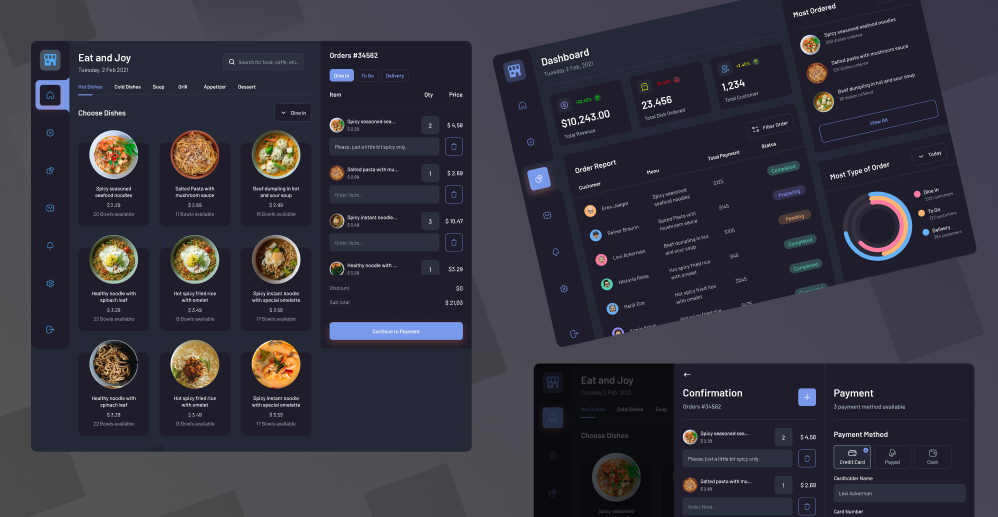 Eat and Joy
Tuesday, 2 Feb 2021
Search for food, coffe, etc..
Hot Dishes Cold Dishes Soup Grill Appetizer Dessert
Choose Dishes
Dine In
Spicy seasoned
seafood noodles
$ 2.29
20 Bowls available
Salted Pasta with
mushroom sauce
$ 2.69
11 Bowls available
Beef dumpling in hot
and sour soup
$ 2.99
16 Bowls available
Healthy noodle with
spinach leaf
$ 3.29
22 Bowls available
Hot spicy fried rice
with omelet
$ 3.49
13 Bowls available
Spicy instant noodle
with special omelette
$ 3.59
17 Bowls available
Healthy noodle with
spinach leaf
$ 3.29
22 Bowls available
Hot spicy fried rice
with omelet
$ 3.49
13 Bowls available
Spicy instant noodle
with special omelette
$ 3.59
17 Bowls available
Orders #34562
Dine In To Go Delivery
Item Qty Price
Spicy seasoned sea...
$ 2.29
2 $ 4,58
Please, just a little bit spicy only.
Salted pasta with mu...
$ 2.69
1 $ 2.69
Order Note...
Spicy instant noodle...
3 $ 10,47
Order Note...
Healthy noodle with ...
$ 3.29
1 $3.29
Discount $0
Sub total $ 21,03
Continue to Payment
Dashboard
Tuesday 2 Feb, 2021
$10,243.00
Total Revenue
23,456
Total Dish Ordered
1,234
Total Customer
Order Report
Filter Order
Customer Menu Total Payment Status
Eren Jaegar
Spicy seasoned
seafood noodles
$125
Completed
Reiner Braunn
Salted Pasta with
mushroom sauce
$145
Preparing
Levi Ackerman
Beef dumpling in hot
and sour soup
$105
Pending
Historia Reiss
Hot spicy fried rice
with omelet
$45
Completed
Hanji Zoe
Hot spicy fried rice
with omelet
$245
Completed
Hot spicy fried rice
$435
Completed
Most Ordered
Spicy seasoned seafood noodles
200 dishes ordered
Salted pasta with mushroom sauce
120 dishes ordered
Beef dumpling in hot and sour soup
80 dishes ordered
View All
Most Type of Order
Today
Dine In
200 customers
To Go
122 customers
Delivery
264 customers
Eat and Joy
Tuesday 2 Feb, 2021
Hot Dishes Cold Dishes Soup
Choose Dishes
Spicy seasoned
Confirmation
Orders #34562
Spicy seasoned sea...
$ 2.29
2 $ 4,58
Please, just a little bit spicy only.
Salted pasta with mu...
$ 2.69
1 $ 2,69
Order Note...
Payment
3 payment method available
Payment Method
Credit Card Paypal Cash
Cardholder Name
Levi Ackerman
Card Number